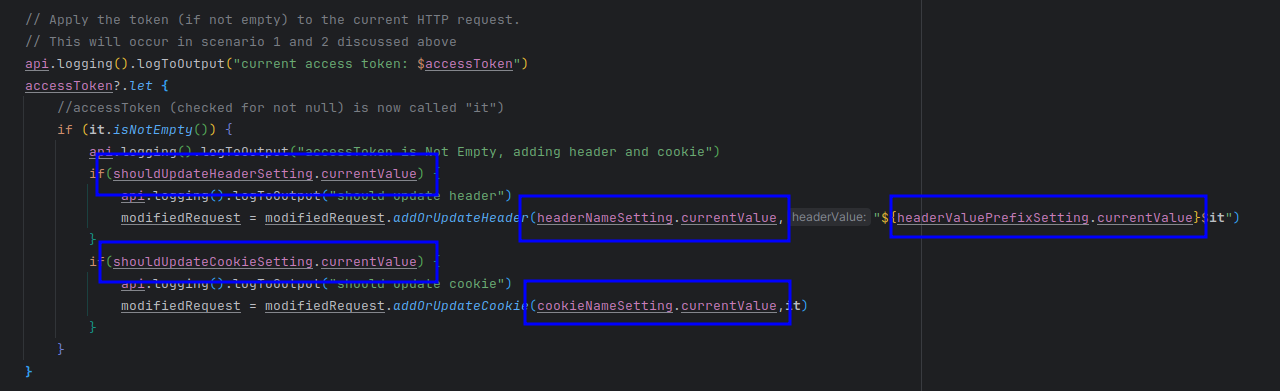 // Apply the token (if not empty) to the current HTTP request.
// This will occur in scenario 1 and 2 discussed above
api.logging().logToOutput("current access token: $accessToken")
accessToken?.let {
//accessToken (checked for not null) is now called "it")
if (it.isNotEmpty()) {
api.logging().logToOutput("accessToken is Not Empty, adding header and cookie")
if(shouldUpdateHeaderSetting.currentValue) {
api.logging().logToOutput("should update header")
modifiedRequest = modifiedRequest.addOrUpdateHeader(headerNameSetting.currentValue, headerValue: "${headerValuePrefixSetting.currentValue}$it")
}
if(shouldUpdateCookieSetting.currentValue) {
api.logging().logToOutput("should update cookie")
modifiedRequest = modifiedRequest.addOrUpdateCookie(cookieNameSetting.currentValue,it)
}
}
}